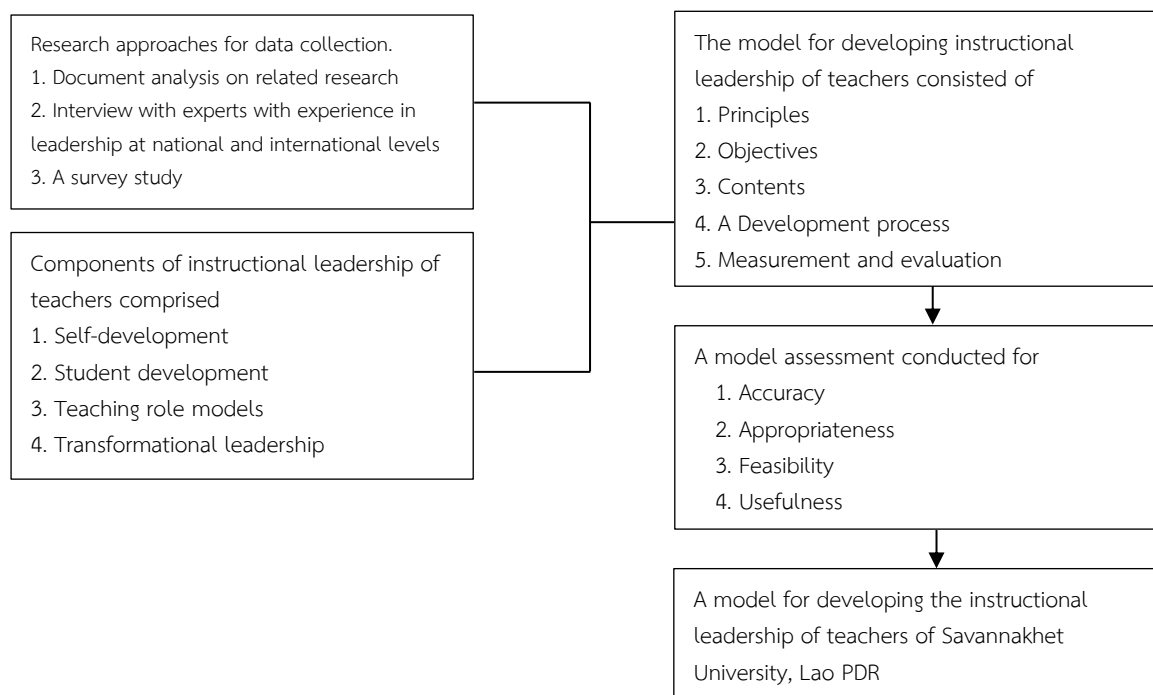 Research approaches for data collection.
1. Document analysis on related research
2. Interview with experts with experience in
leadership at national and international levels
3. A survey study
Components of instructional leadership of
teachers comprised
1. Self-development
2. Student development
3. Teaching role models
4. Transformational leadership
The model for developing instructional
leadership of teachers consisted of
1. Principles
2. Objectives
3. Contents
4. A Development process
5. Measurement and evaluation
A model assessment conducted for
1. Accuracy
2. Appropriateness
3. Feasibility
4. Usefulness
A model for developing the instructional
leadership of teachers of Savannakhet
University, Lao PDR